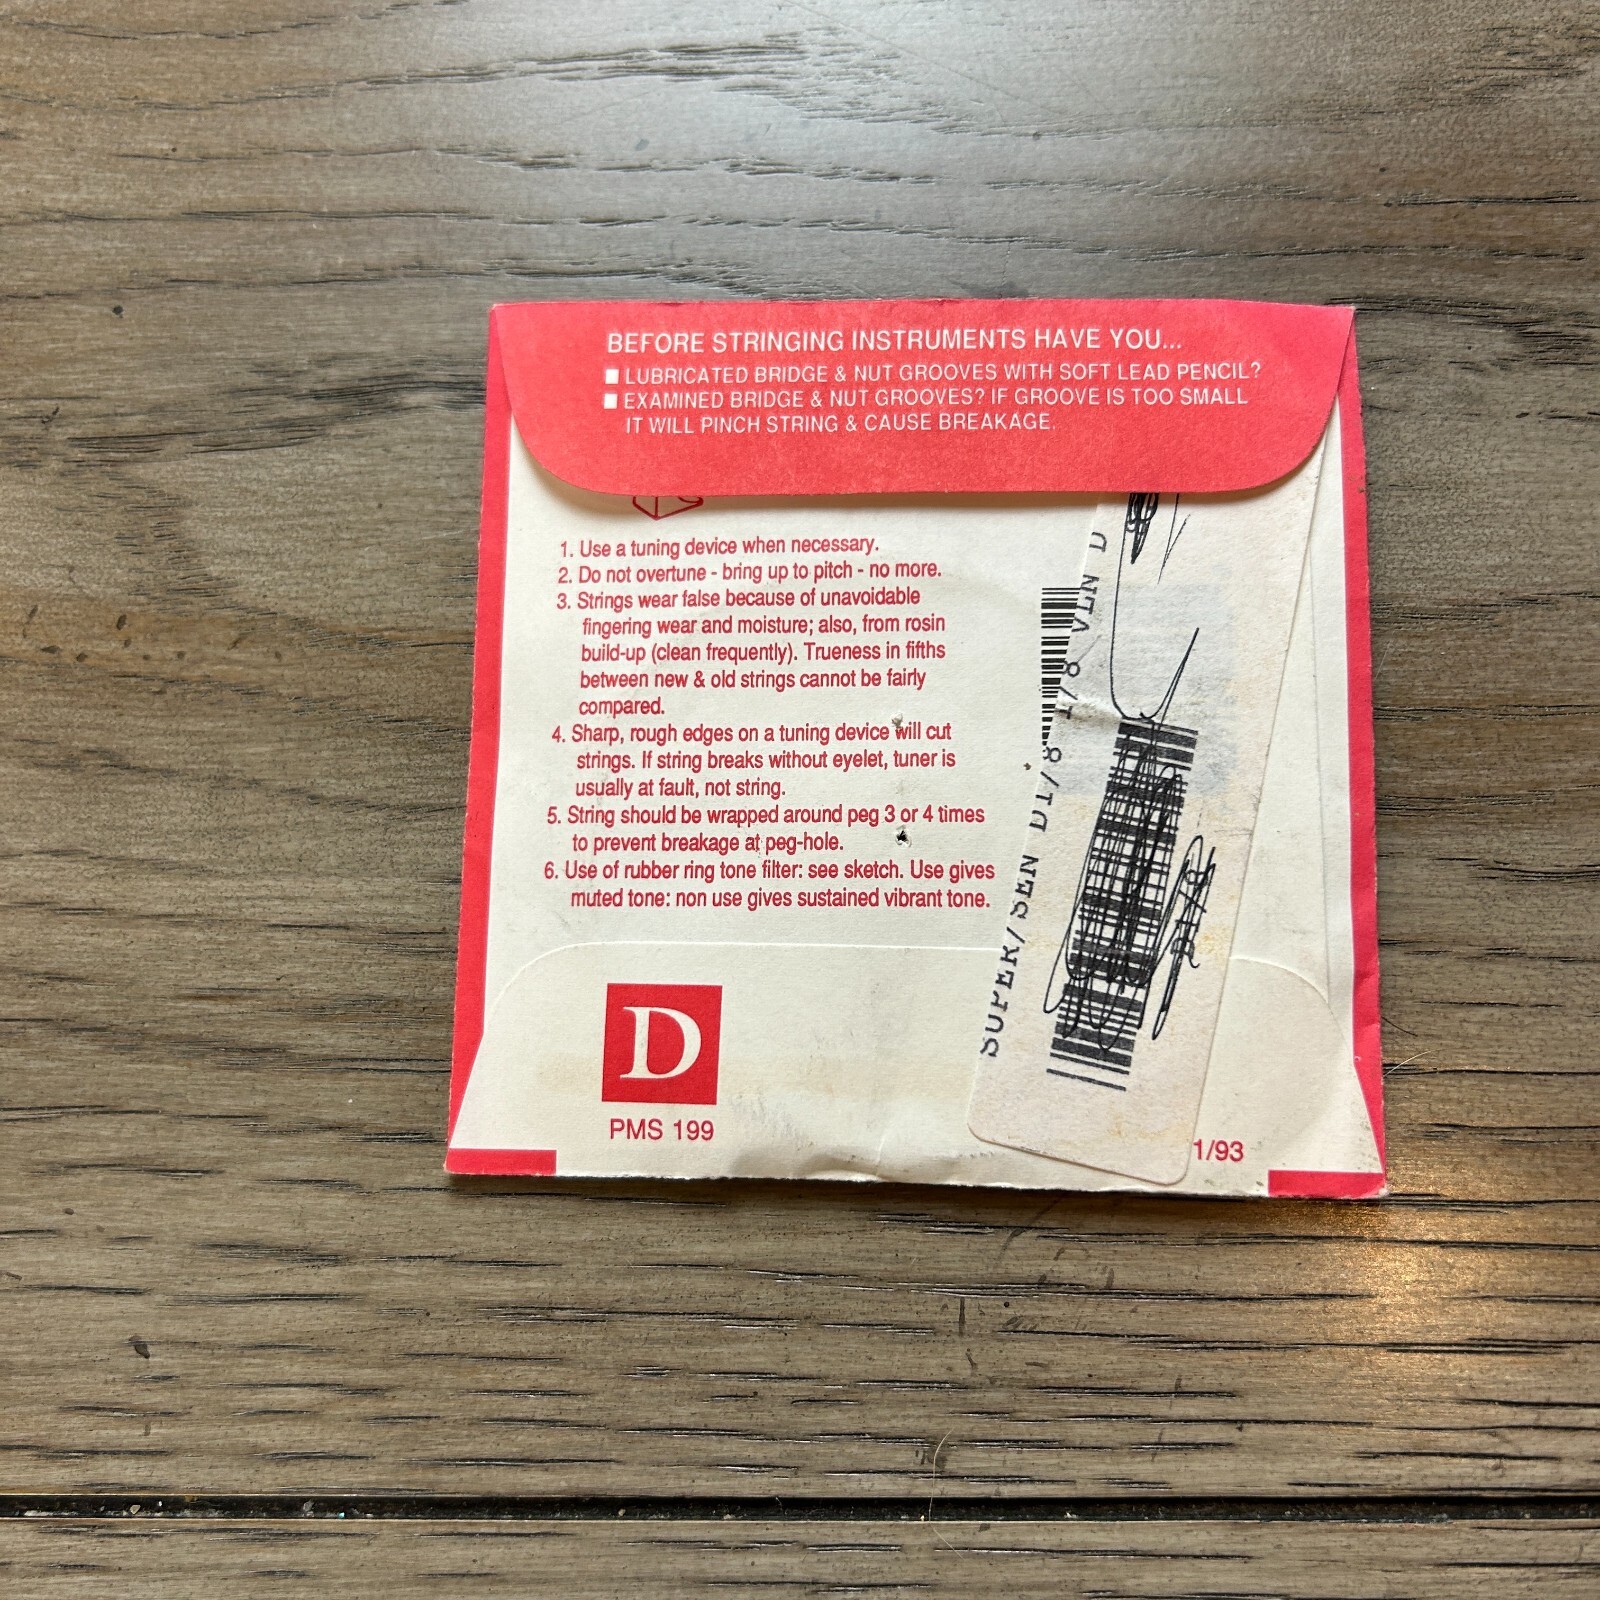 BEFORE STRINGING INSTRUMENTS HAVE YOU...
■ LUBRICATED BRIDGE & NUT GROOVES WITH SOFT LEAD PENCIL?
■ EXAMINED BRIDGE & NUT GROOVES? IF GROOVE IS TOO SMALL
IT WILL PINCH STRING & CAUSE BREAKAGE.
1. Use a tuning device when necessary.
2. Do not overtune - bring up to pitch - no more.
3. Strings wear false because of unavoidable
fingering wear and moisture; also, from rosin
build-up (clean frequently). Trueness in fifths
between new & old strings cannot be fairly
compared.
4. Sharp, rough edges on a tuning device will cut
strings. If string breaks without eyelet, tuner is
usually at fault, not string.
5. String should be wrapped around peg 3 or 4 times
to prevent breakage at peg-hole.
6. Use of rubber ring tone filter: see sketch. Use gives
muted tone: non use gives sustained vibrant tone.
D
PMS 199
1/93
SUPER/SEN D1/8 1/8 VLN D